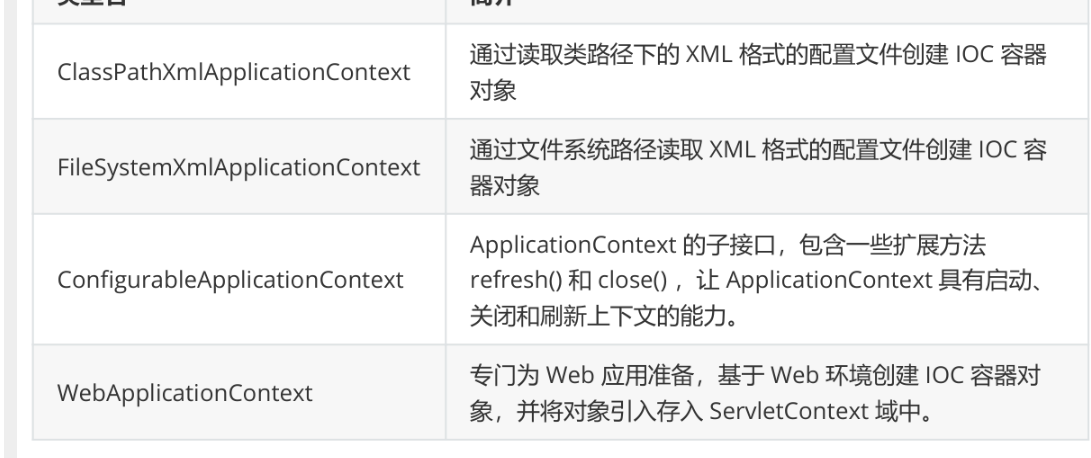 ClassPathXmlApplicationContext
通过读取类路径下的 XML 格式的配置文件创建 IOC 容器
对象
FileSystemXmlApplicationContext
通过文件系统路径读取 XML 格式的配置文件创建 IOC 容
器对象
ConfigurableApplicationContext
ApplicationContext 的子接口，包含一些扩展方法
refresh() 和 close() ，让 ApplicationContext 具有启动、
关闭和刷新上下文的能力。
WebApplicationContext
专门为 Web 应用准备，基于 Web 环境创建 IOC 容器对
象，并将对象引入存入 ServletContext 域中。